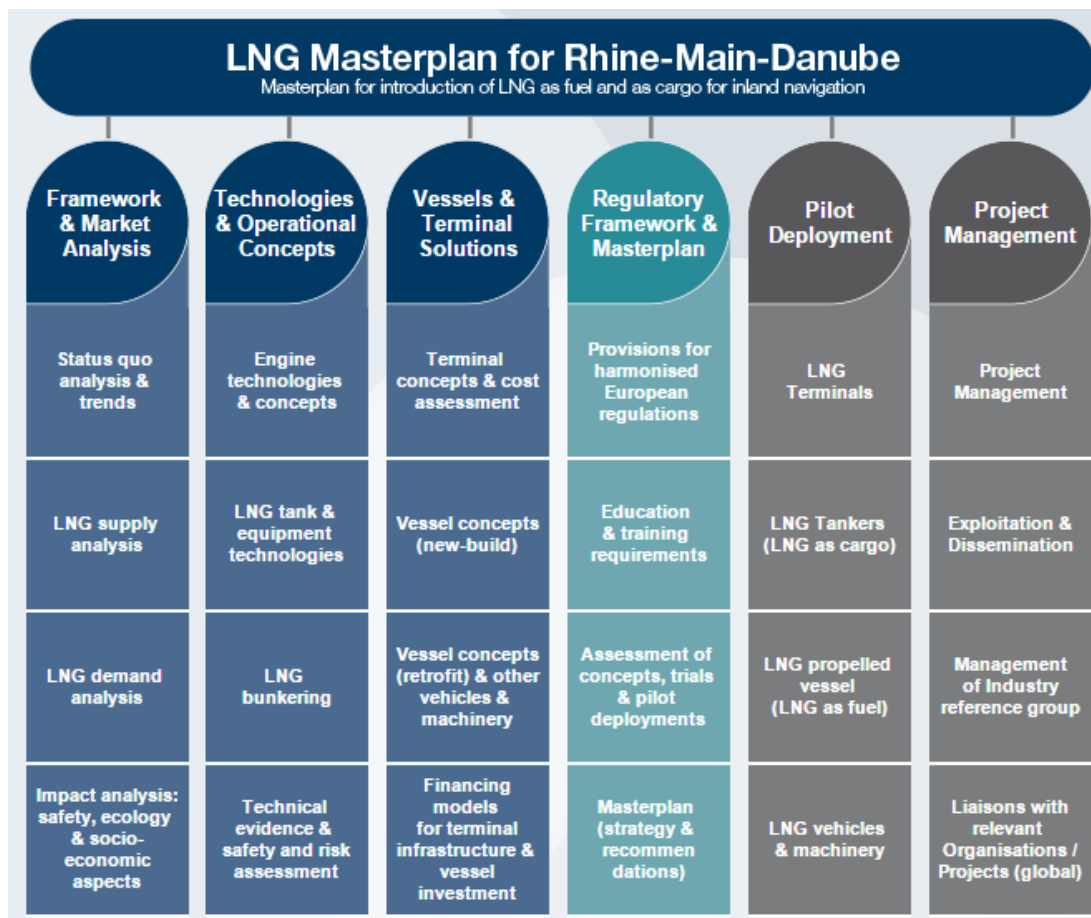 LNG Masterplan for Rhine-Main-Danube
Masterplan for introduction of LNG as fuel and as cargo for inland navigation
Framework
& Market
Analysis
Status quo
analysis &
trends
LNG supply
analysis
LNG demand
analysis
Impact analysis:
safety, ecology
& socio-
economic
aspects
Technologies
& Operational
Concepts
Engine
technologies
& concepts
LNG tank &
equipment
technologies
LNG
bunkering
Technical
evidence &
safety and risk
assessment
Vessels &
Terminal
Solutions
Terminal
concepts & cost
assessment
Vessel concepts
(new-build)
Vessel concepts
(retrofit) & other
vehicles &
machinery
Financing
models
for terminal
infrastructure &
vessel
investment
Regulatory
Framework &
Masterplan
Provisions for
harmonised
European
regulations
Education
& training
requirements
Assessment of
concepts, trials
& pilot
deployments
Masterplan
(strategy &
recommen
dations)
Pilot
Deployment
LNG
Terminals
LNG Tankers
(LNG as cargo)
LNG propelled
vessel
(LNG as fuel)
LNG vehicles
& machinery
Project
Management
Project
Management
Exploitation &
Dissemination
Management
of Industry
reference group
Liaisons with
relevant
Organisations /
Projects (global)